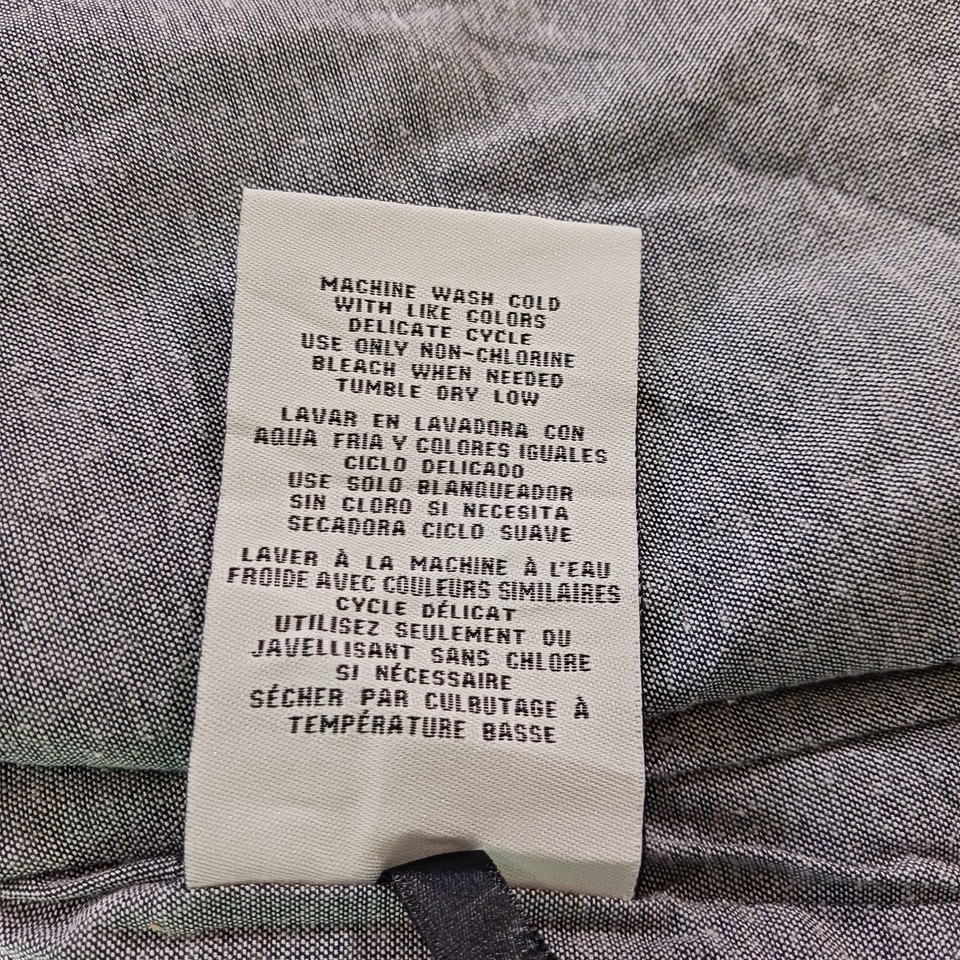 MACHINE WASH COLD
WITH LIKE COLORS
DELICATE CYCLE
USE ONLY NON-CHLORINE
BLEACH WHEN NEEDED
TUMBLE DRY LOW
LAVAR EN LAVADORA CON
AQUA FRIA Y COLORES IGUALES
CICLO DELICADO
USE SOLO BLANQUEADOR
SIN CLORO SI NECESITA
SECADORA CICLO SUAVE
LAVER À LA MACHINE À L'EAU
FROIDE AVEC COULEURS SIMILAIRES
CYCLE DÉLICAT
UTILISEZ SEULEMENT DU
JAVELLISANT SANS CHLORE
SI NÉCESSAIRE
SÉCHER PAR CULBUTAGE À
TEMPÉRATURE BASSE